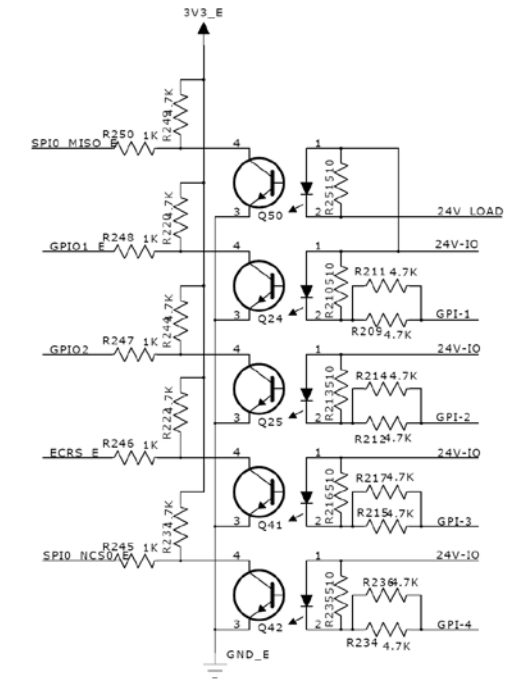 3V3_E
R249 4.7K
R250 1K
SPI0_MISO_E
4
3
Q50
1
2
R251 510
24V_LOAD
R220 4.7K
GPIO1_E
R248 1K
4
3
Q24
1
2
R210 510
24V-IO
R211 4.7K
R209 4.7K
GPI-1
4.7K
GPIO2
R247 1K
4
3
Q25
1
2
R213 510
24V-IO
R214 4.7K
R212 4.7K
GPI-2
R222 4.7K
ECRS_E
R246 1K
4
3
Q41
1
2
R216 510
24V-IO
R217 4.7K
R215 4.7K
GPI-3
4.7K
SPI0_NCS0_E
R245 1K
4
3
Q42
1
2
R235 510
24V-IO
R236 4.7K
R234 4.7K
GPI-4
GND_E